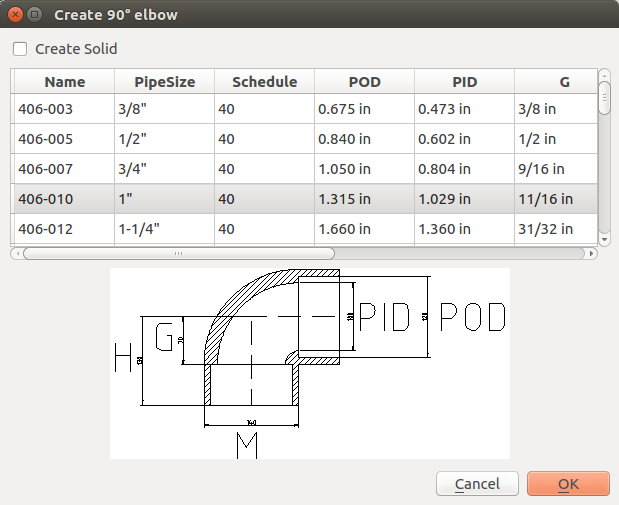 Create 90° elbow
Create Solid
Name PipeSize Schedule POD PID G
406-003 3/8" 40 0.675 in 0.473 in 3/8 in
406-005 1/2" 40 0.840 in 0.602 in 1/2 in
406-007 3/4" 40 1.050 in 0.804 in 9/16 in
406-010 1" 40 1.315 in 1.029 in 11/16 in
406-012 1-1/4" 40 1.660 in 1.360 in 31/32 in
H G PID POD
M
Cancel OK